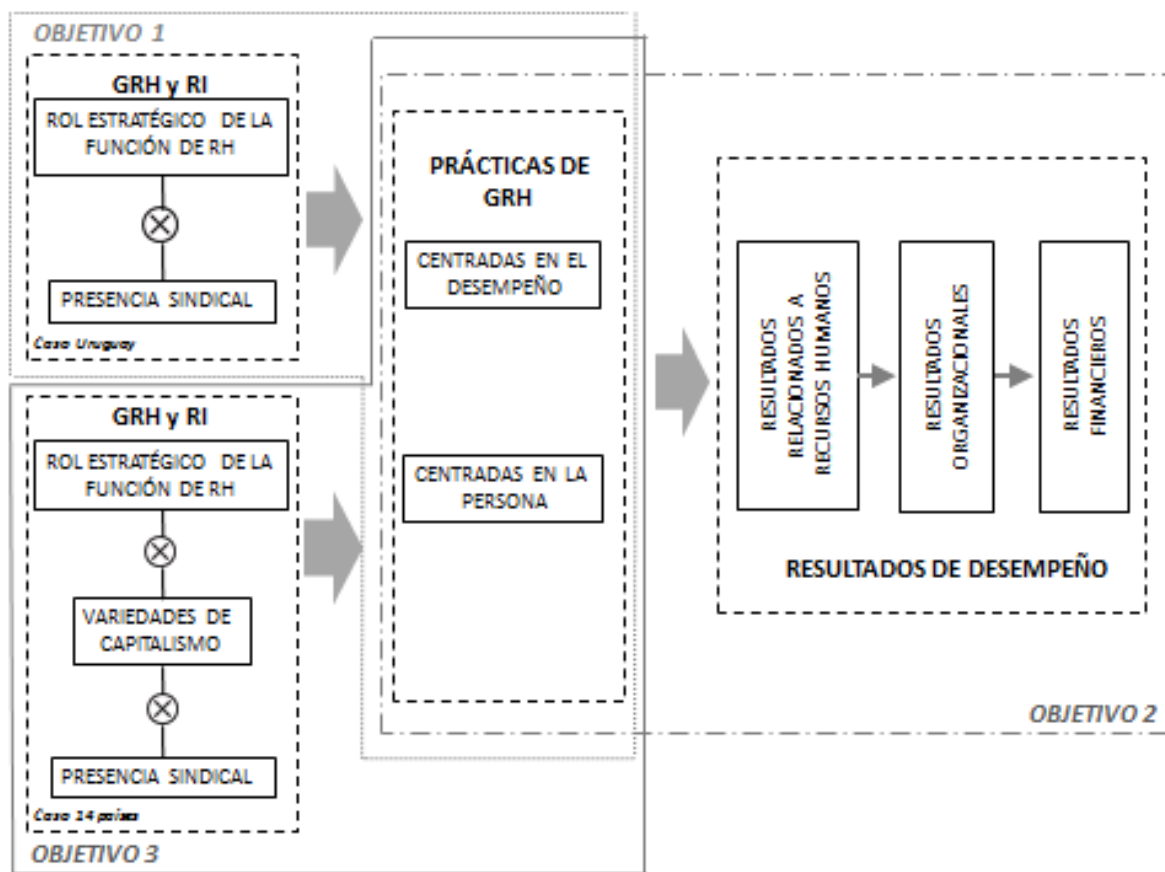 OBJETIVO 1
GRH y RI
ROL ESTRATÉGICO DE LA
FUNCIÓN DE RH
PRESENCIA SINDICAL
Caso Uruguay
GRH y RI
ROL ESTRATÉGICO DE LA
FUNCIÓN DE RH
VARIEDADES DE
CAPITALISMO
PRESENCIA SINDICAL
Caso 14 países
OBJETIVO 3
PRÁCTICAS DE
GRH
CENTRADAS EN EL
DESEMPEÑO
CENTRADAS EN LA
PERSONA
RESULTADOS
RELACIONADOS A
RECURSOS HUMANOS
RESULTADOS
ORGANIZACIONALES
RESULTADOS
FINANCIEROS
RESULTADOS DE DESEMPEÑO
OBJETIVO 2